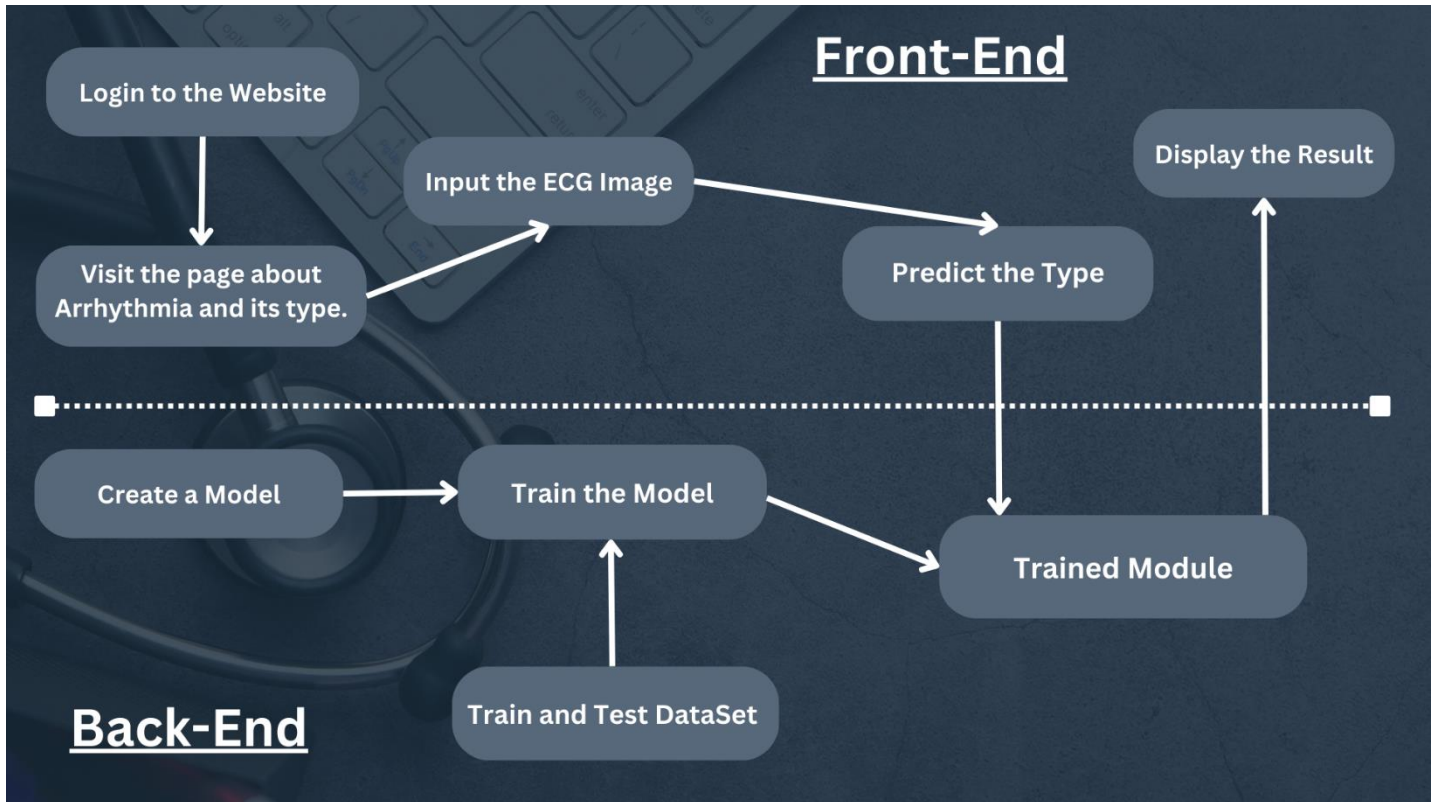 Front-End
Login to the Website
Input the ECG Image
Display the Result
Visit the page about
Arrhythmia and its type.
Predict the Type
Create a Model
Train the Model
Trained Module
Train and Test DataSet
Back-End